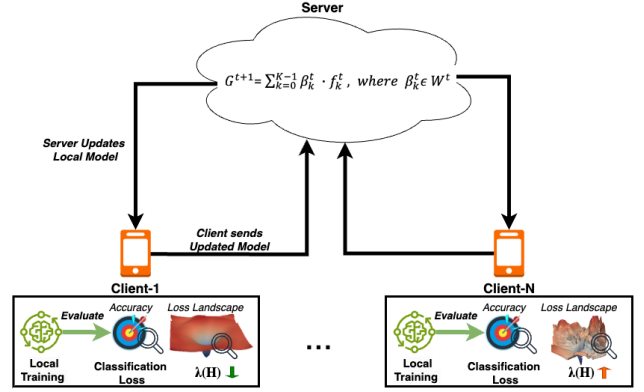 Server
G^{t+1}= ∑_{k=0}^{K-1} β_k^t · f_k^t , where β_k^t ϵ W^t
Server Updates
Local Model
Client sends
Updated Model
Client-1
Client-N
Evaluate
Accuracy
Loss Landscape
Local
Training
Classification
Loss
λ(H)
...
Evaluate
Accuracy
Loss Landscape
Local
Training
Classification
Loss
λ(H)